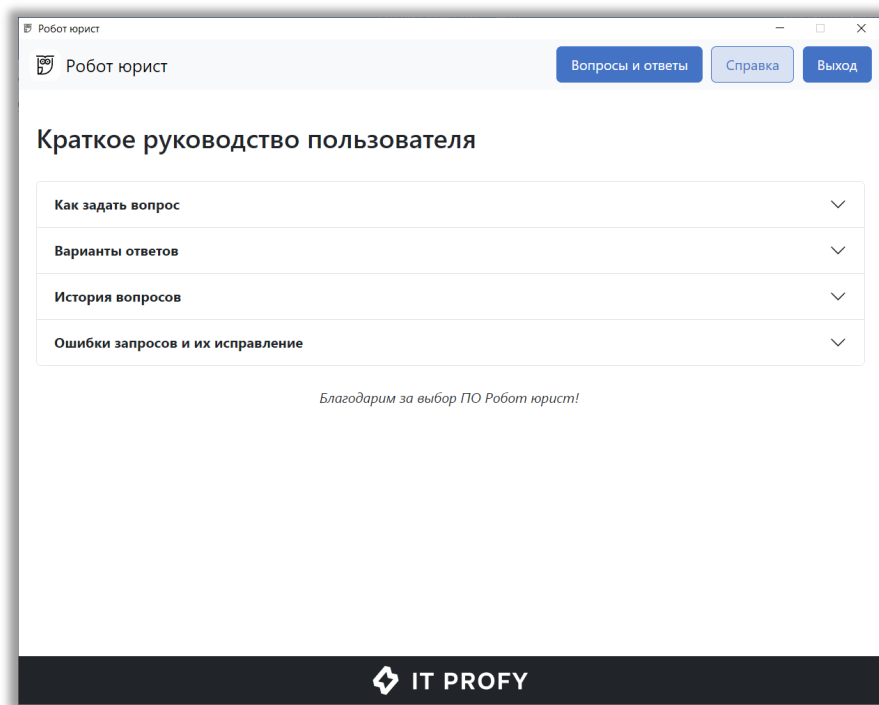 Робот юрист
Робот юрист
Вопросы и ответы
Справка
Выход
Краткое руководство пользователя
Как задать вопрос
Варианты ответов
История вопросов
Ошибки запросов и их исправление
Благодарим за выбор ПО Робот юрист!
IT PROFY